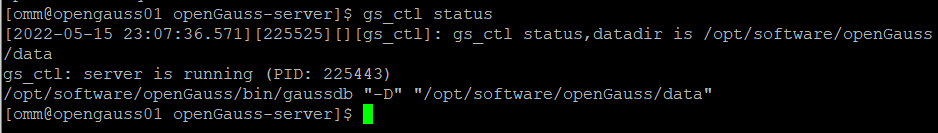 [omm@opengauss01 openGauss-server]$ gs_ctl status
[2022-05-15 23:07:36.571][225525][][gs_ctl]: gs_ctl status,datadir is /opt/software/openGauss
/data
gs_ctl: server is running (PID: 225443)
/opt/software/openGauss/bin/gaussdb "-D" "/opt/software/openGauss/data"
[omm@opengauss01 openGauss-server]$